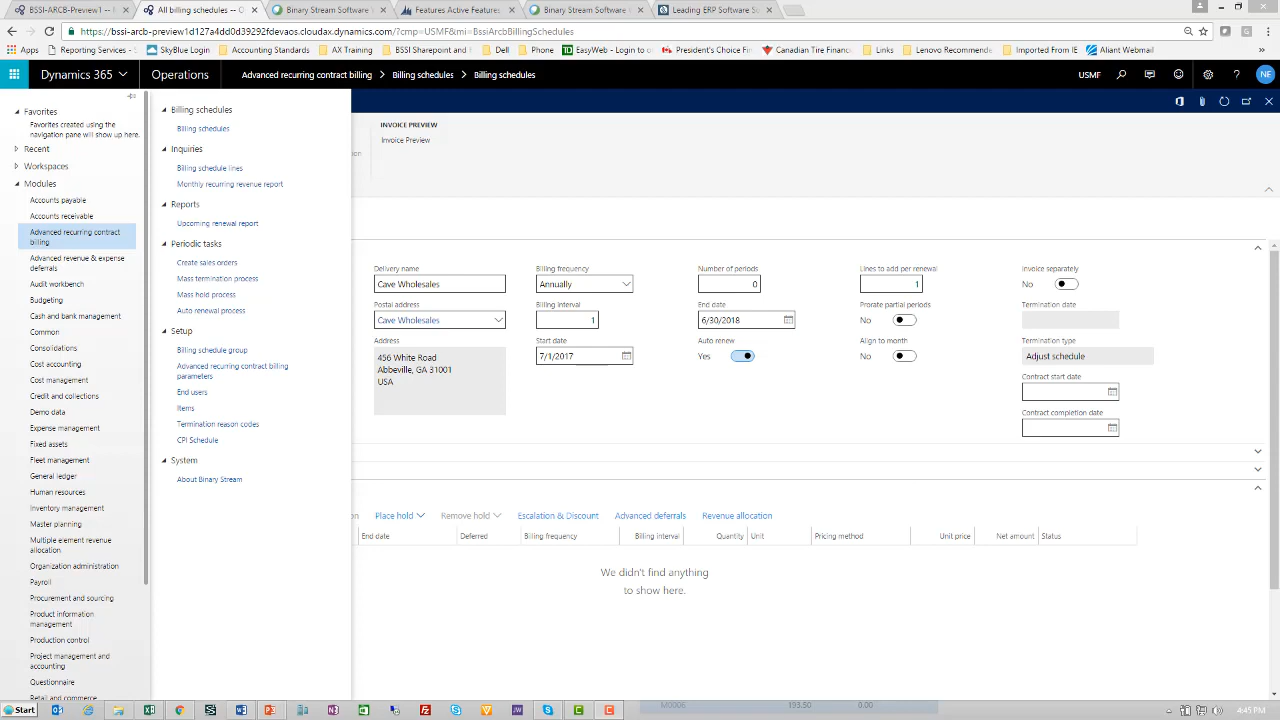 BSSI-ARCB-Preview1 - O
All billing schedules -- O
Binary Stream Software
Features Active Features
Binary Stream Software
Leading ERP Software So
https://bssi-arcb-preview1d127a4dd0d39292fdevaos.cloudax.dynamics.com/?cmp=USMF&mi=BssiArcbBillingSchedules
Apps
Reporting Services -
SkyBlue Login
Accounting Standards
AX Training
BSSI Sharepoint and
Dell
Phone
EasyWeb - Login to
President's Choice Fin
Canadian Tire Financ
Links
Lenovo Recommende
Imported From IE
Aliant Webmail
Dynamics 365
Operations
Advanced recurring contract billing > Billing schedules > Billing schedules
USMF
NE
Favorites
Favorites created using the
navigation pane will show up here.
Recent
Workspaces
Modules
Accounts payable
Accounts receivable
Advanced recurring contract
billing
Advanced revenue & expense
deferrals
Audit workbench
Budgeting
Cash and bank management
Common
Consolidations
Cost accounting
Cost management
Credit and collections
Demo data
Expense management
Fixed assets
Fleet management
General ledger
Human resources
Inventory management
Master planning
Multiple element revenue
allocation
Organization administration
Payroll
Procurement and sourcing
Product information
management
Production control
Project management and
accounting
Questionnaire
Retail and commerce
Billing schedules
Billing schedules
Inquiries
Billing schedule lines
Monthly recurring revenue report
Reports
Upcoming renewal report
Periodic tasks
Create sales orders
Mass termination process
Mass hold process
Auto renewal process
Setup
Billing schedule group
Advanced recurring contract billing
parameters
End users
Items
Termination reason codes
CPI Schedule
System
About Binary Stream
INVOICE PREVIEW
Invoice Preview
on
Delivery name
Cave Wholesales
Postal address
Cave Wholesales
Address
456 White Road
Abbeville, GA 31001
USA
Billing frequency
Annually
Billing interval
1
Start date
7/1/2017
Number of periods
0
End date
6/30/2018
Auto renew
Yes
Lines to add per renewal
1
Prorate partial periods
No
Align to month
No
Invoice separately
No
Termination date
Termination type
Adjust schedule
Contract start date
Contract completion date
on
Place hold
Remove hold
Escalation & Discount
Advanced deferrals
Revenue allocation
End date
Deferred
Billing frequency
Billing interval
Quantity
Unit
Pricing method
Unit price
Net amount
Status
We didn't find anything
to show here.
Start
M0006
193.50
0.00
4:45 PM